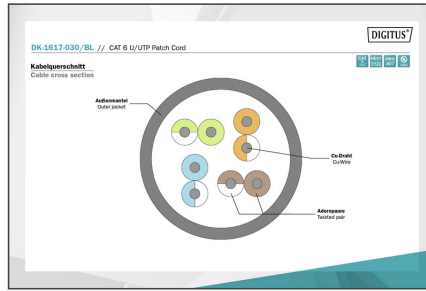 DIGITUS®
DK-1617-030/BL // CAT 6 U/UTP Patch Cord
Kabelquerschnitt
Cable cross section
Außenmantel
Outer jacket
Cu-Draht
Cu-Wire
Adernpaare
Twisted pair